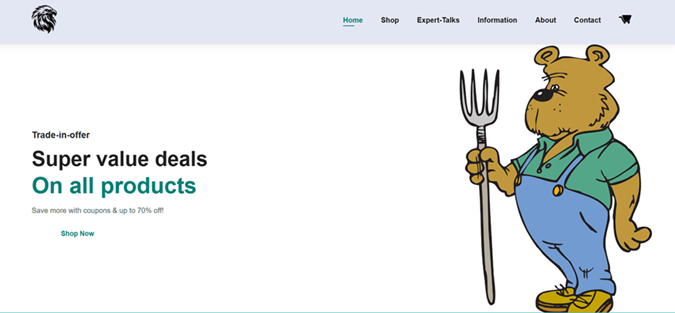 Home Shop Expert-Talks Information About Contact
Trade-in-offer
Super value deals
On all products
Save more with coupons & up to 70% off!
Shop Now